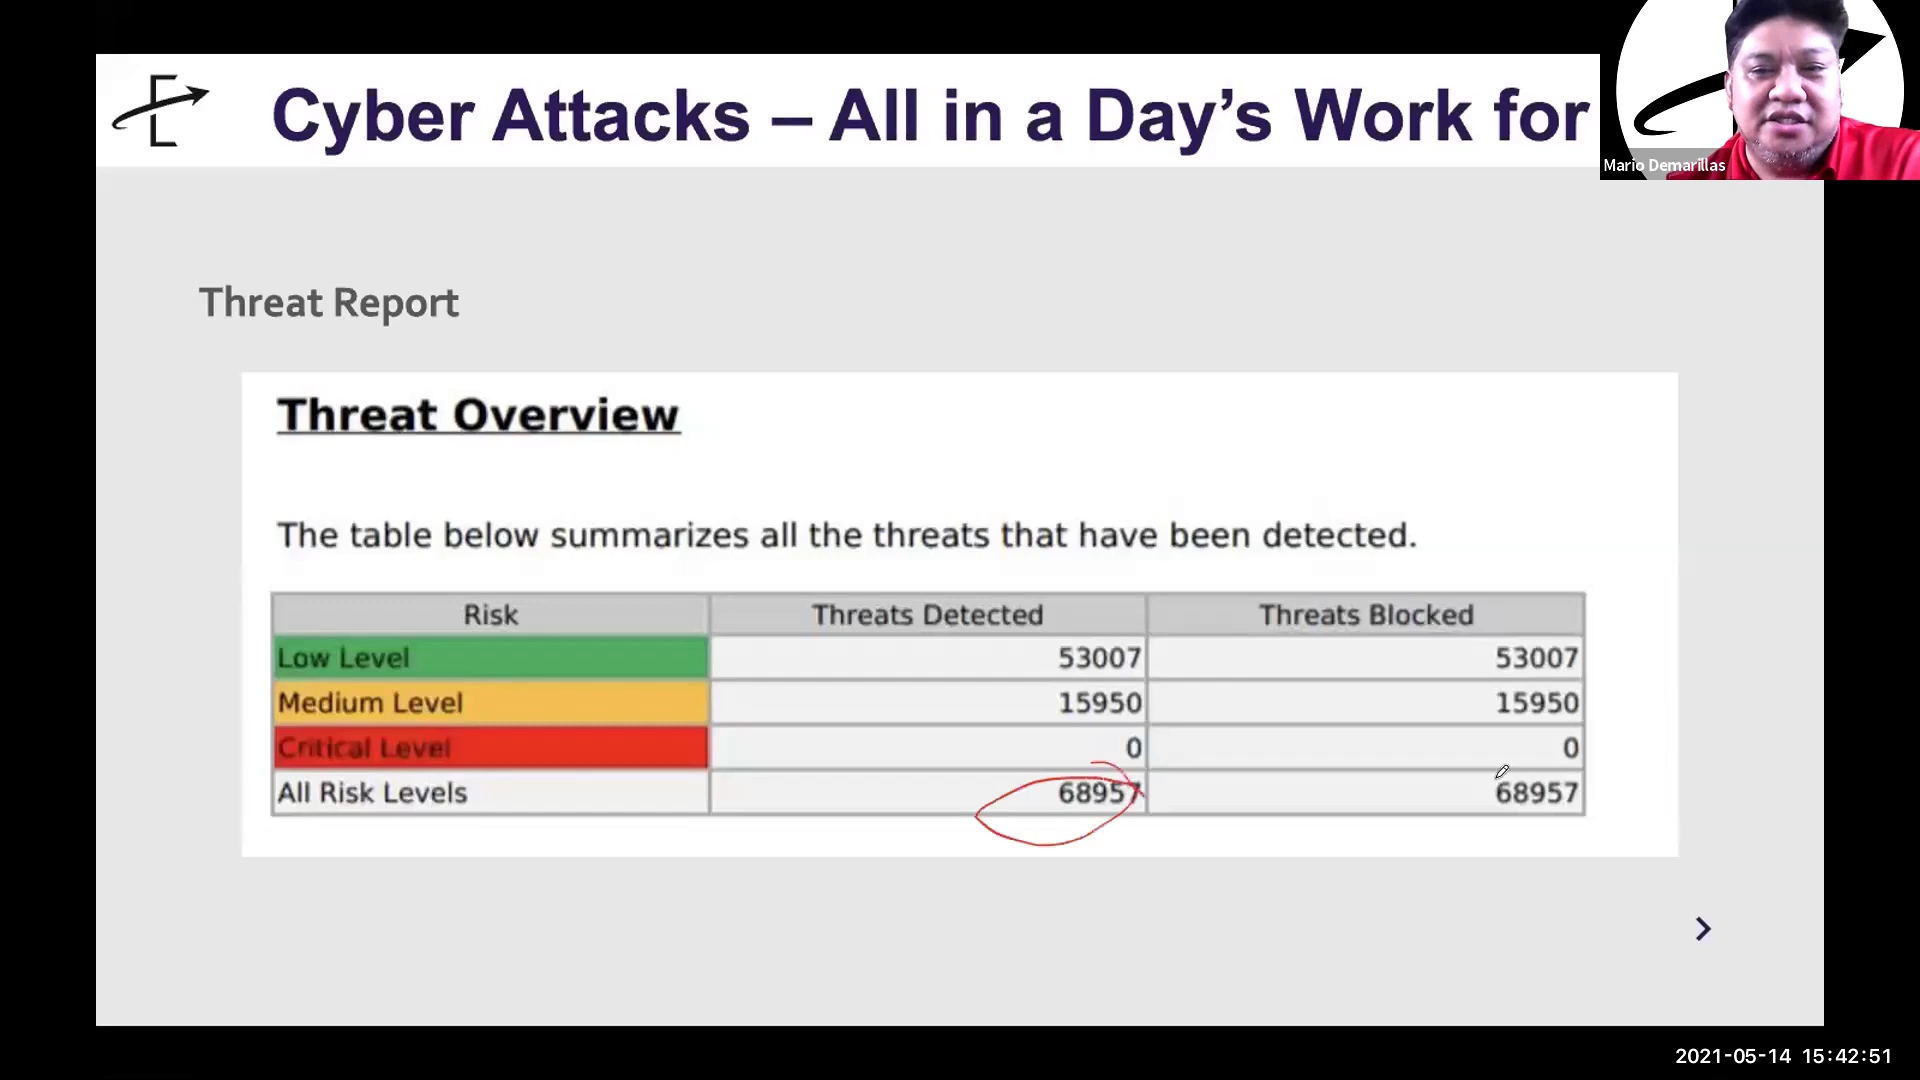 Cyber Attacks – All in a Day’s Work for
Mario Demarillas
Threat Report
Threat Overview
The table below summarizes all the threats that have been detected.
Risk Threats Detected Threats Blocked
Low Level 53007 53007
Medium Level 15950 15950
Critical Level 0 0
All Risk Levels 68957 68957
2021-05-14 15:42:51